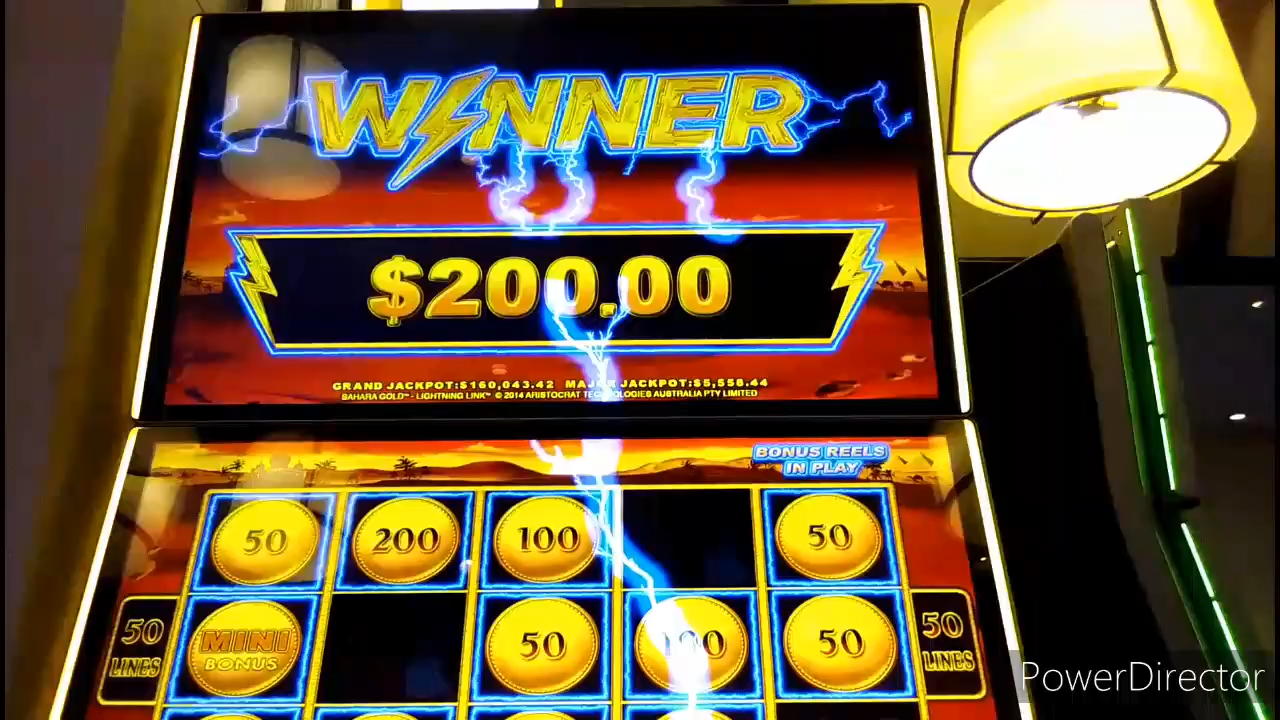 WINNER
$200.00
GRAND JACKPOT:$160,043.42 MAJOR JACKPOT:$5,558.44
SAHARA GOLD™ - LIGHTNING LINK™ © 2014 ARISTOCRAT TECHNOLOGIES AUSTRALIA PTY LIMITED
BONUS REELS
IN PLAY
50 200 100 50
50 LINES
MINI BONUS
50 100 50
50 LINES
PowerDirector